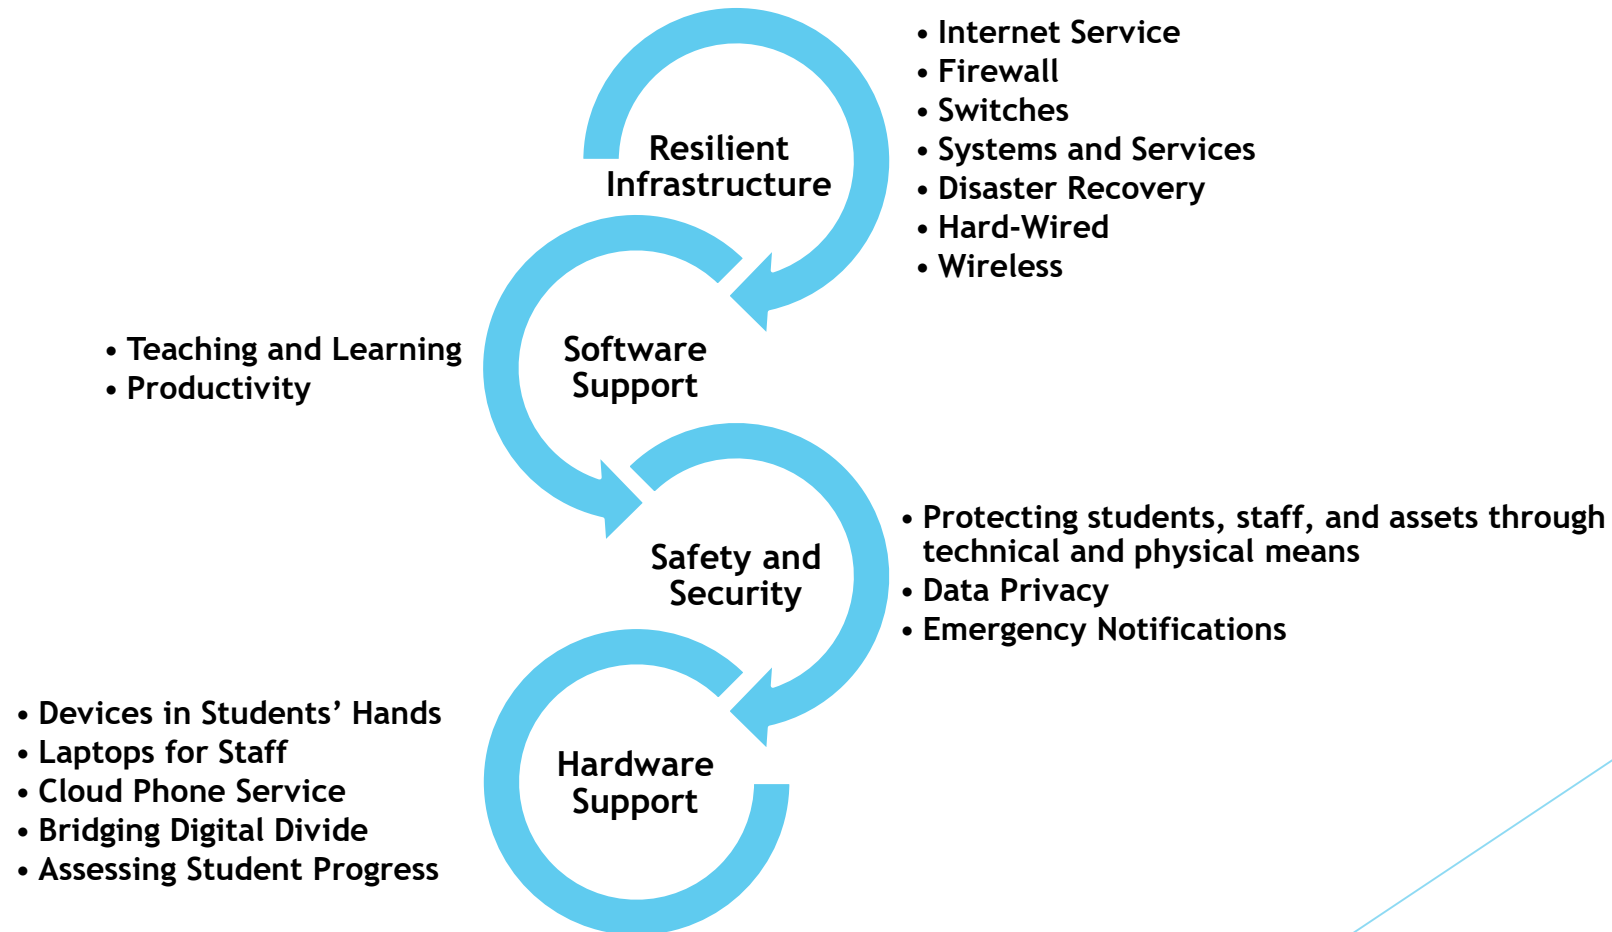 Resilient
Infrastructure
• Internet Service
• Firewall
• Switches
• Systems and Services
• Disaster Recovery
• Hard-Wired
• Wireless
Software
Support
• Teaching and Learning
• Productivity
Safety and
Security
• Protecting students, staff, and assets through
technical and physical means
• Data Privacy
• Emergency Notifications
Hardware
Support
• Devices in Students’ Hands
• Laptops for Staff
• Cloud Phone Service
• Bridging Digital Divide
• Assessing Student Progress